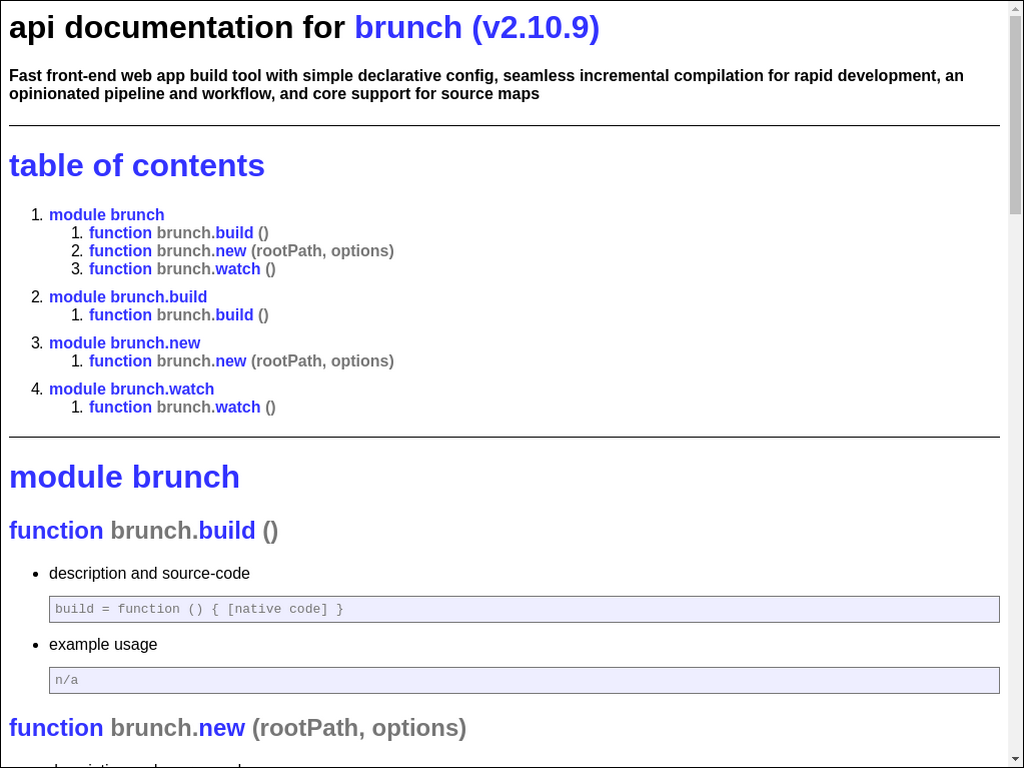 api documentation for brunch (v2.10.9)
Fast front-end web app build tool with simple declarative config, seamless incremental compilation for rapid development, an
opinionated pipeline and workflow, and core support for source maps
table of contents
1. module brunch
1. function brunch.build ()
2. function brunch.new (rootPath, options)
3. function brunch.watch ()
2. module brunch.build
1. function brunch.build ()
3. module brunch.new
1. function brunch.new (rootPath, options)
4. module brunch.watch
1. function brunch.watch ()
module brunch
function brunch.build ()
• description and source-code
build = function () { [native code] }
• example usage
n/a
function brunch.new (rootPath, options)